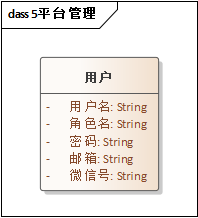 class 5平台管理
用户
- 用户名: String
- 角色名: String
- 密码: String
- 邮箱: String
- 微信号: String